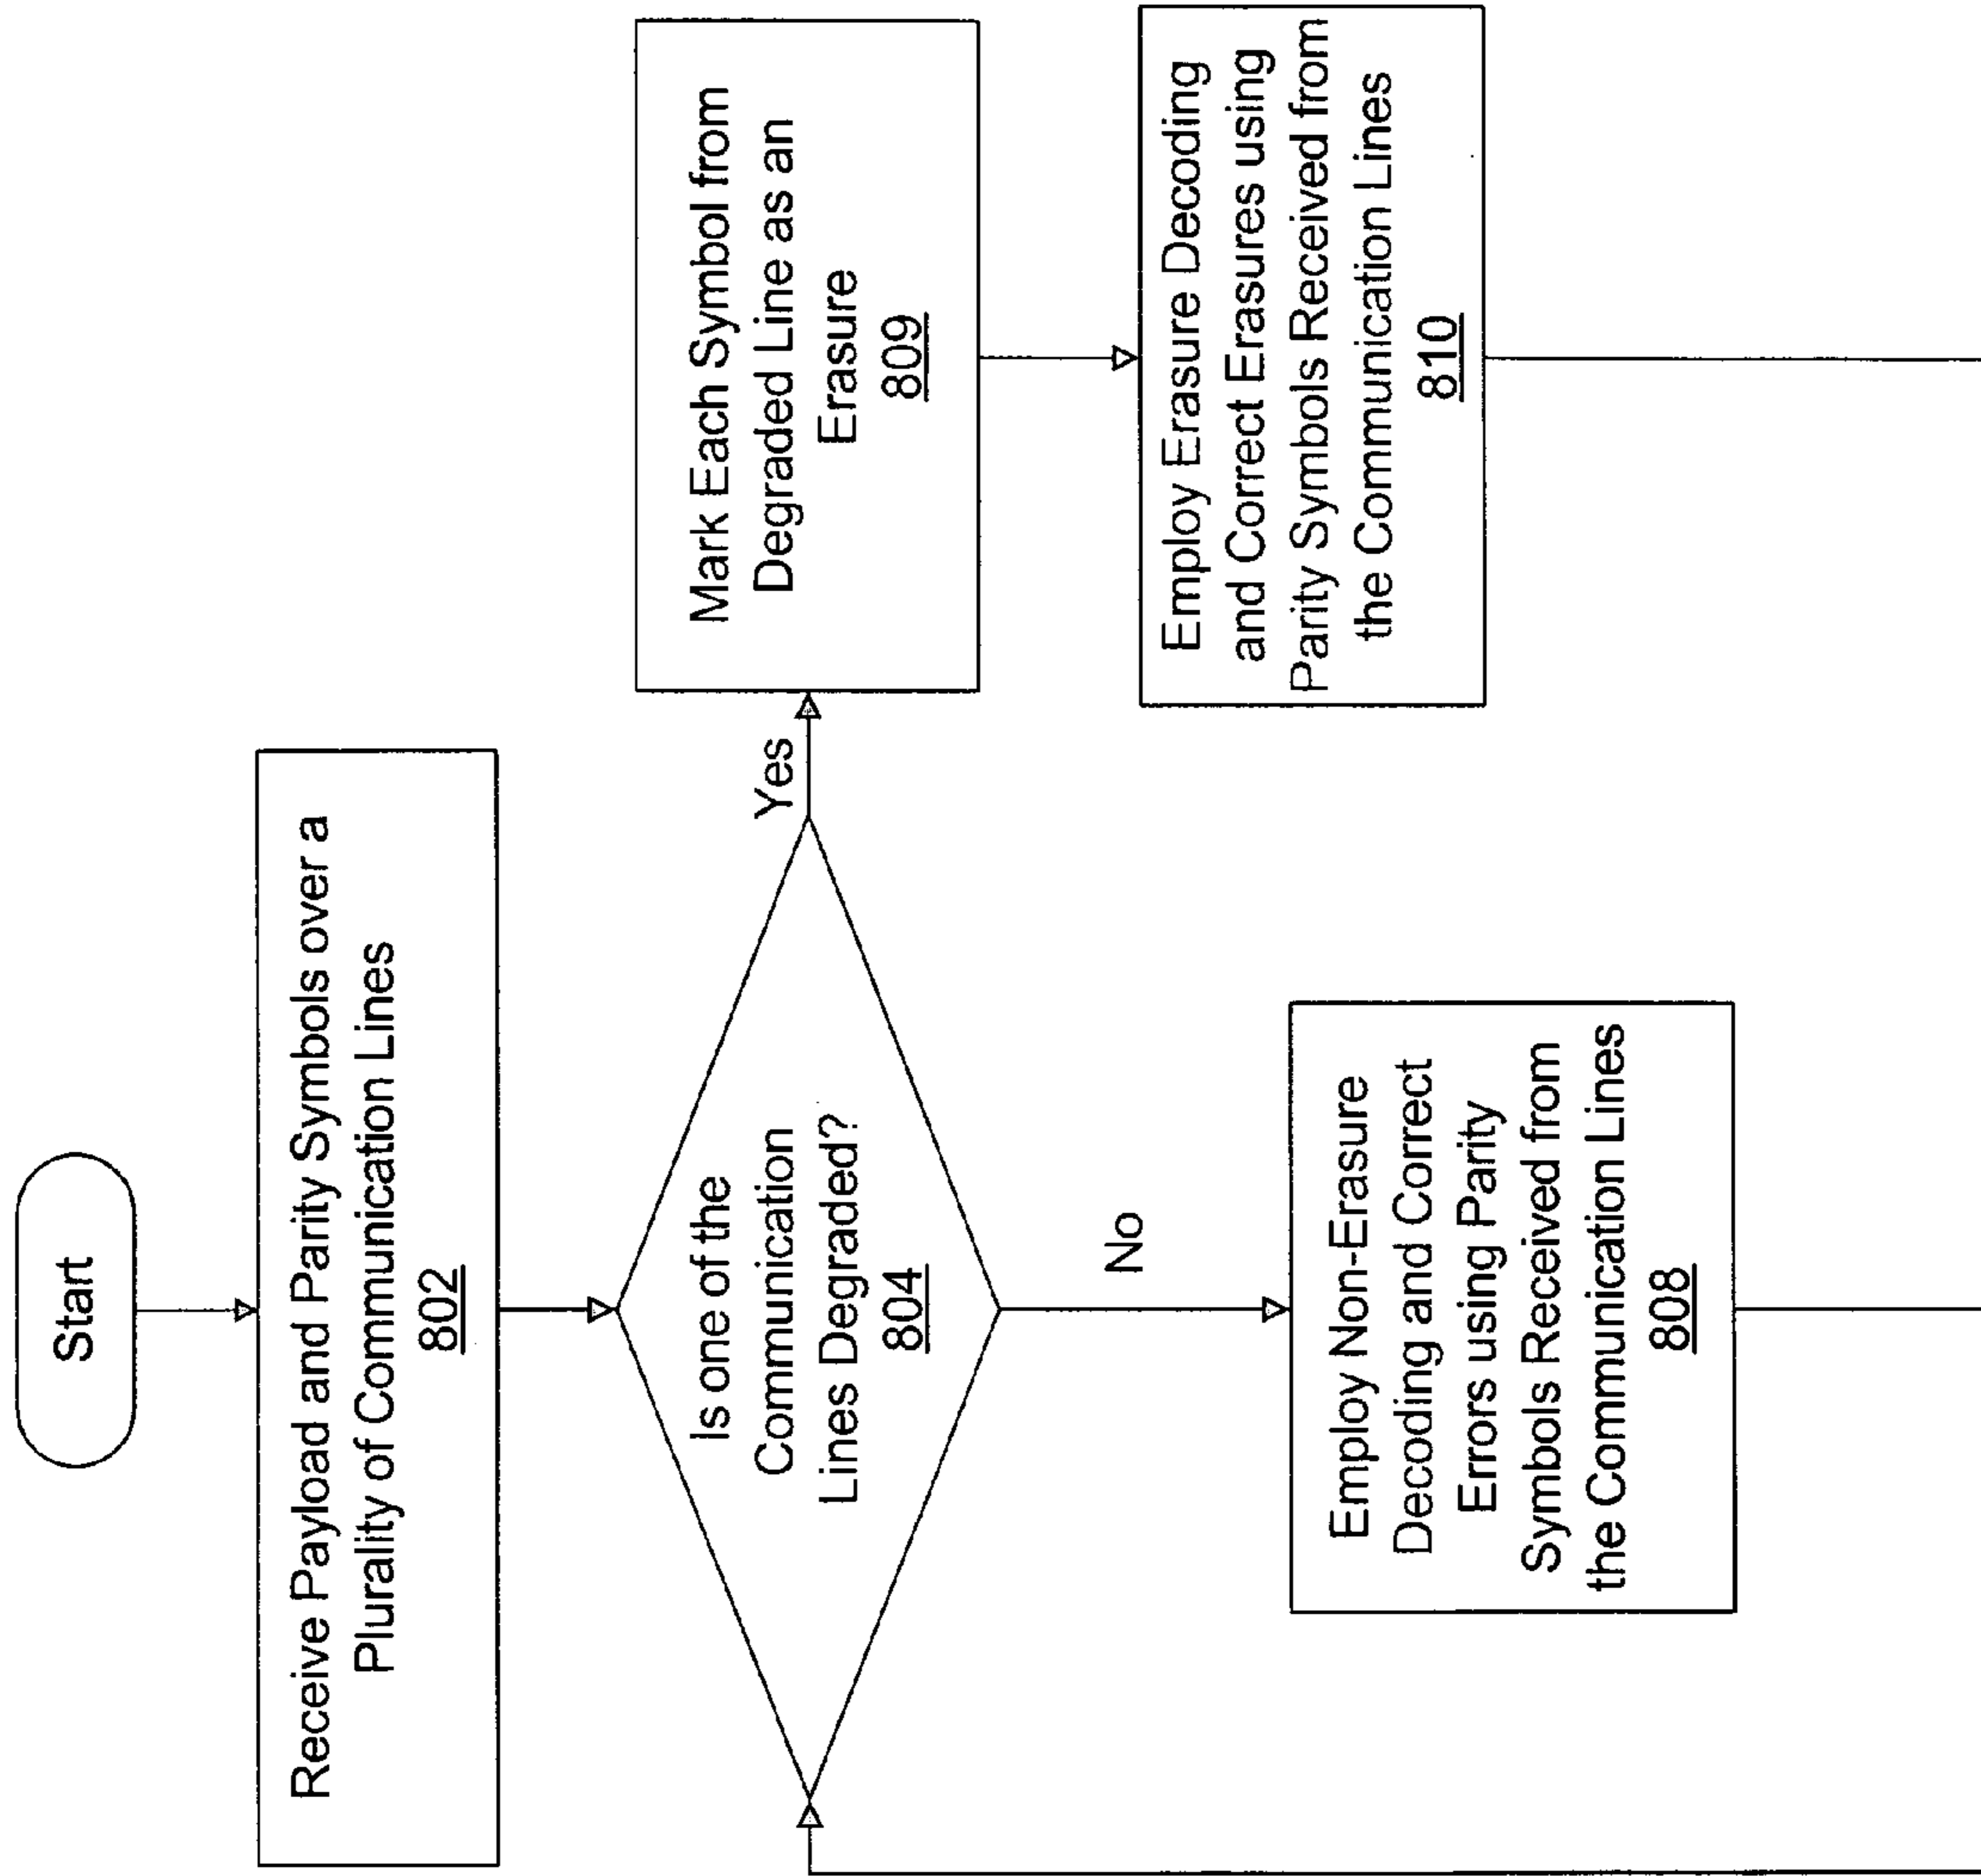 Start
Receive Payload and Parity Symbols over a
Plurality of Communication Lines
802
Is one of the
Communication
Lines Degraded?
804
Yes
Mark Each Symbol from
Degraded Line as an
Erasure
809
Employ Erasure Decoding
and Correct Erasures using
Parity Symbols Received from
the Communication Lines
810
No
Employ Non-Erasure
Decoding and Correct
Errors using Parity
Symbols Received from
the Communication Lines
808